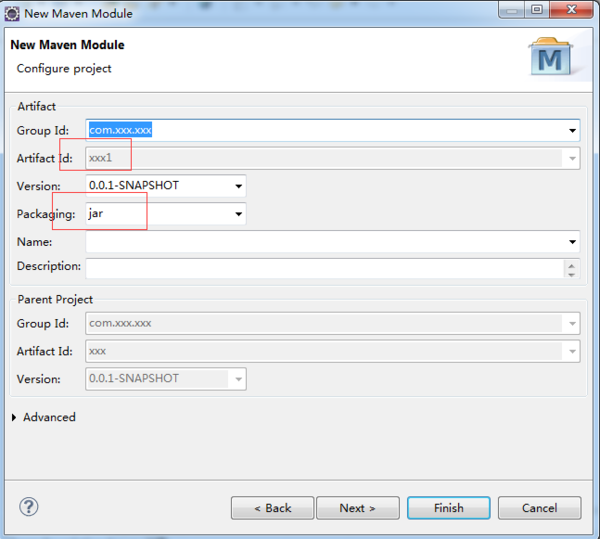 New Maven Module
New Maven Module
Configure project
M
Artifact
Group Id: com.xxx.xxx
Artifact Id: xxx1
Version: 0.0.1-SNAPSHOT
Packaging: jar
Name:
Description:
Parent Project
Group Id: com.xxx.xxx
Artifact Id: xxx
Version: 0.0.1-SNAPSHOT
Advanced
? < Back Next > Finish Cancel